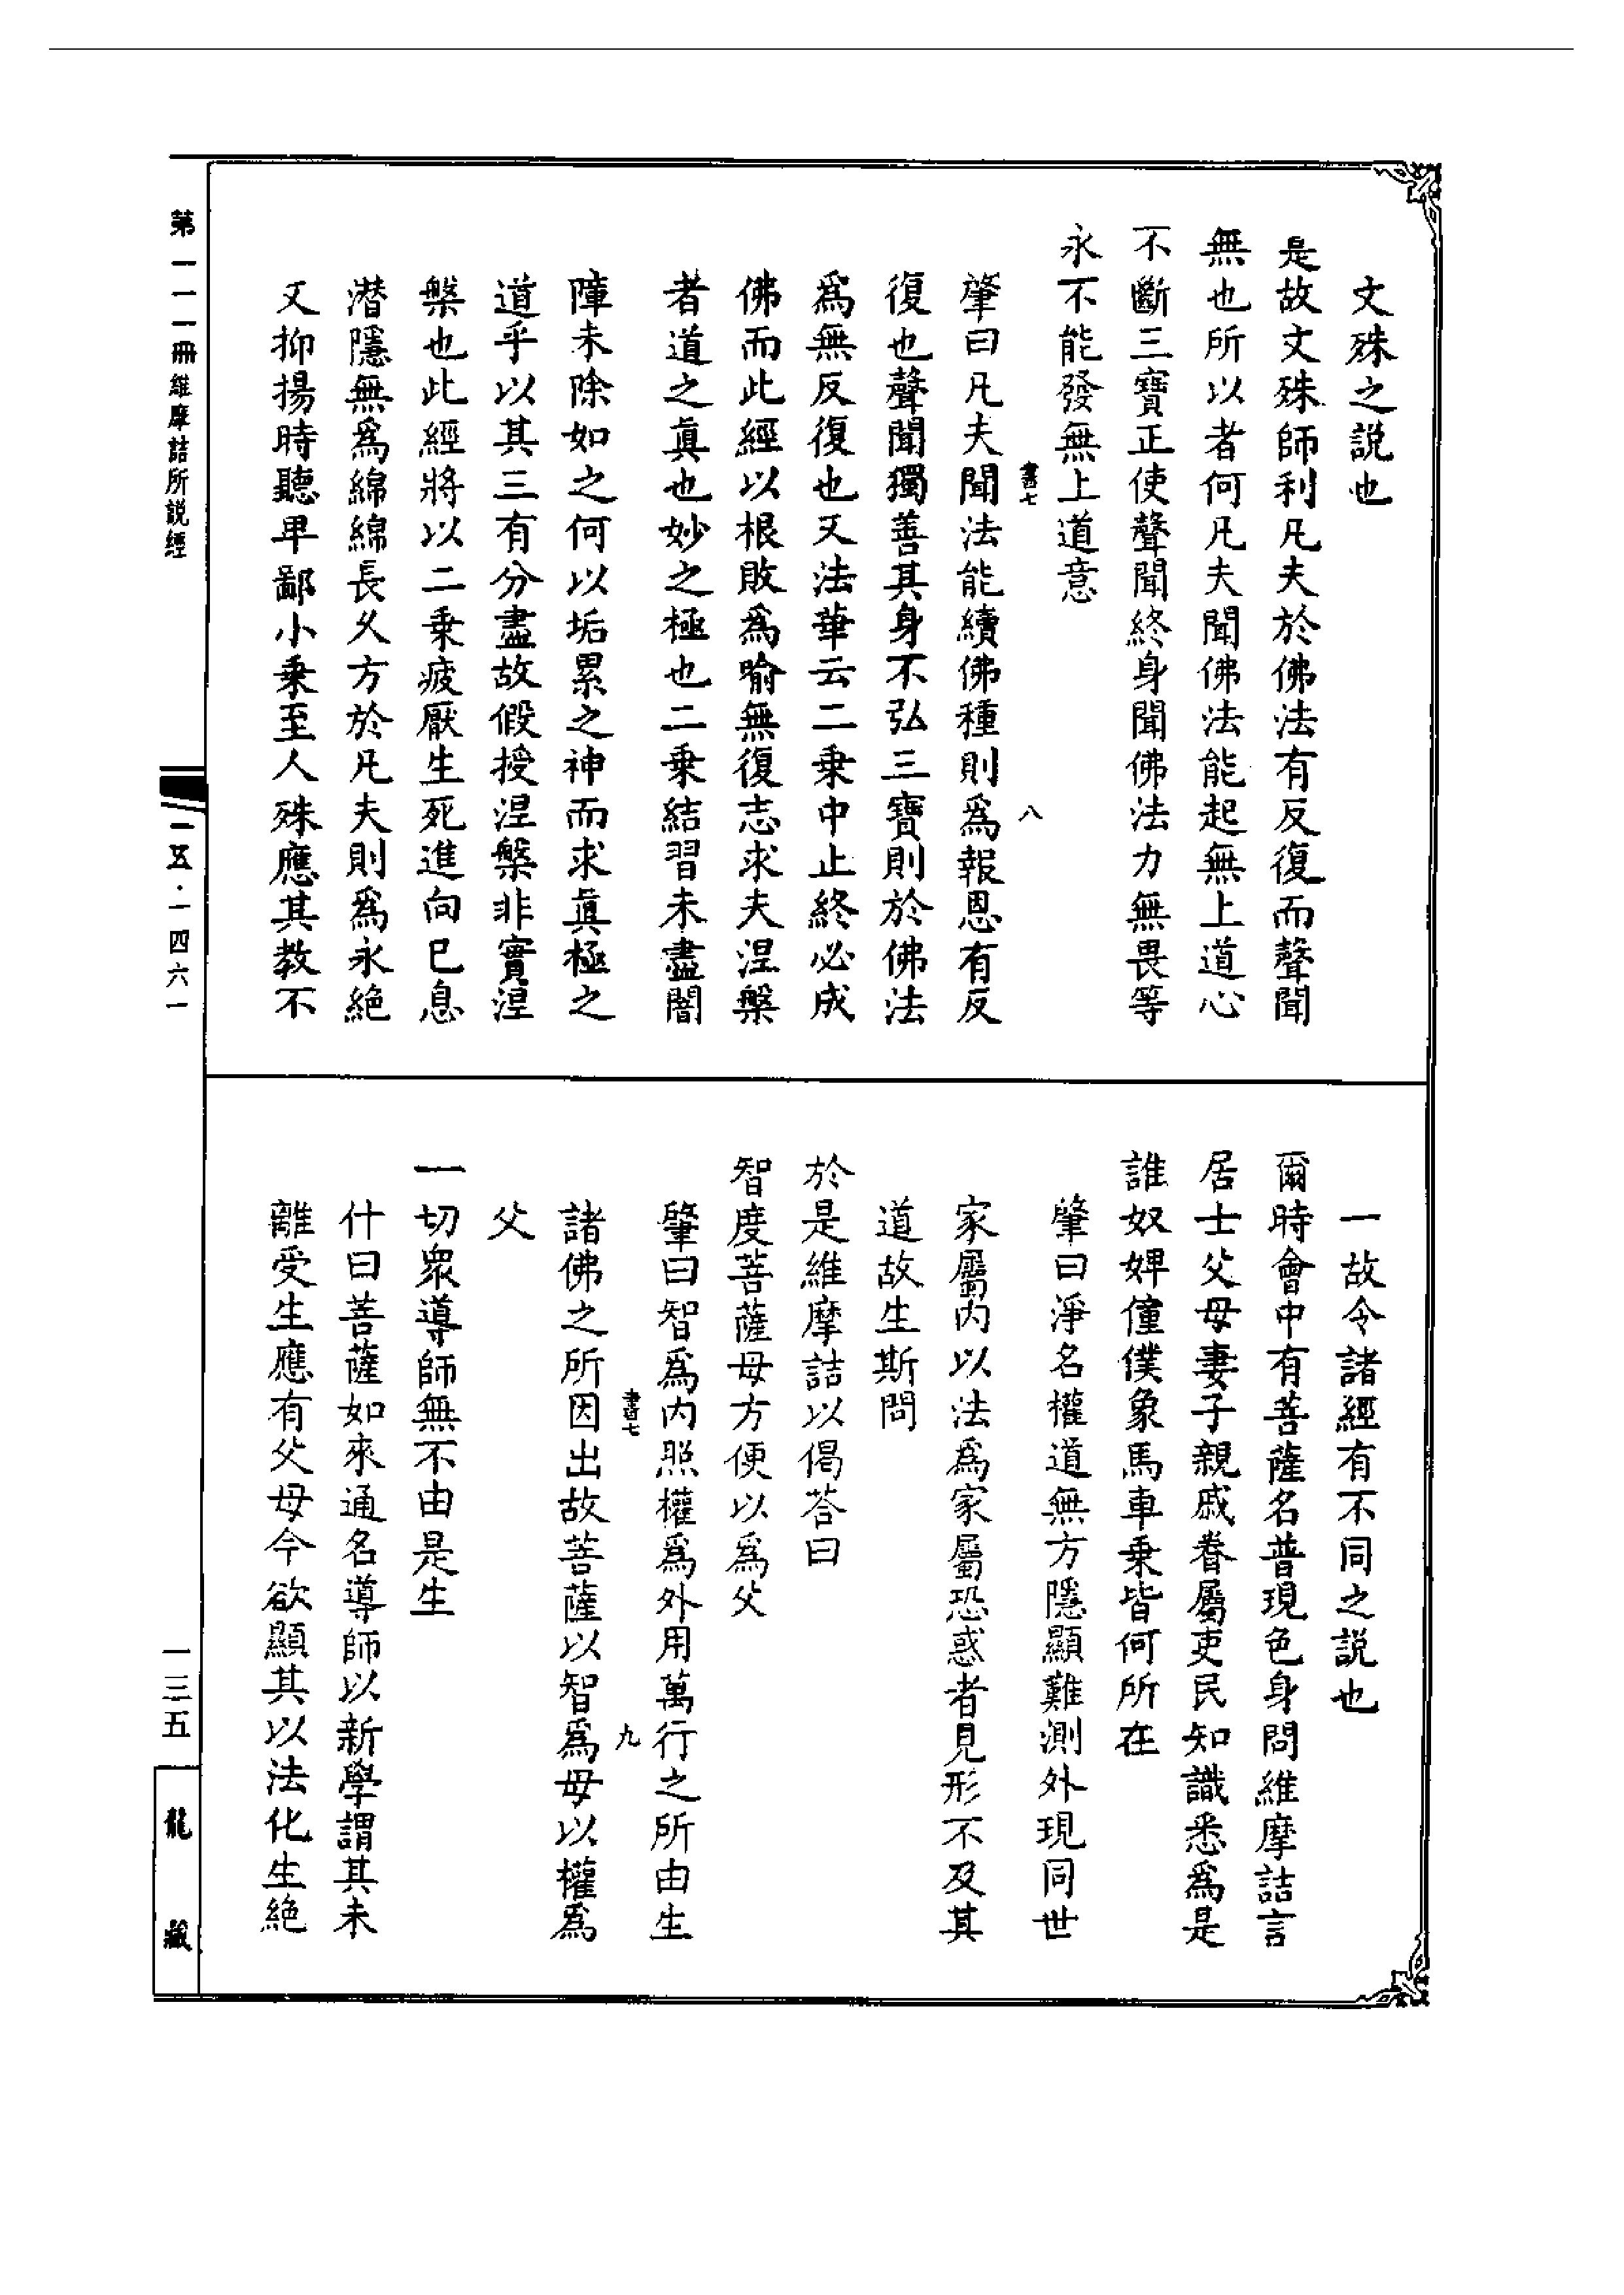 文殊之説也
是故文殊師利凡夫於佛法有反復而聲聞
無也所以者何凡夫聞佛法能起無上道心
不斷三寶正使聲聞終身聞佛法力無畏等
永不能發無上道意
書七
八
肇曰凡夫聞法能續佛種則爲報恩有反
復也聲聞獨善其身不弘三寶則於佛法
爲無反復也又法華云二乗中止終必成
佛而此經以根敗爲喻無復志求夫涅槃
者道之真也妙之極也二乗結習未盡闇
障未除如之何以垢累之神而求真極之
道乎以其三有分盡故假授涅槃非實涅
槃也此經將以二乗疲厭生死進向已息
潛隱無爲綿綿長久方於凡夫則爲永絶
又抑揚時聽卑鄙小乗至人殊應其教不
一故令諸經有不同之説也
爾時會中有菩薩名普現色身問維摩詰言
居士父母妻子親戚眷屬吏民知識悉爲是
誰奴婢僮僕象馬車乗皆何所在
肇曰淨名權道無方隱顯難測外現同世
家屬内以法爲家屬恐惑者見形不及其
道故生斯問
於是維摩詰以偈荅曰
智度菩薩母方便以爲父
肇曰智爲内照權爲外用萬行之所由生
書七
九
諸佛之所因出故菩薩以智爲母以權爲
父
一切衆導師無不由是生
什曰菩薩如來通名導師以新學謂其未
離受生應有父母今欲顯其以法化生絶
第一一一冊
維摩詰所説經
一五·一四六一
一三五
龍藏